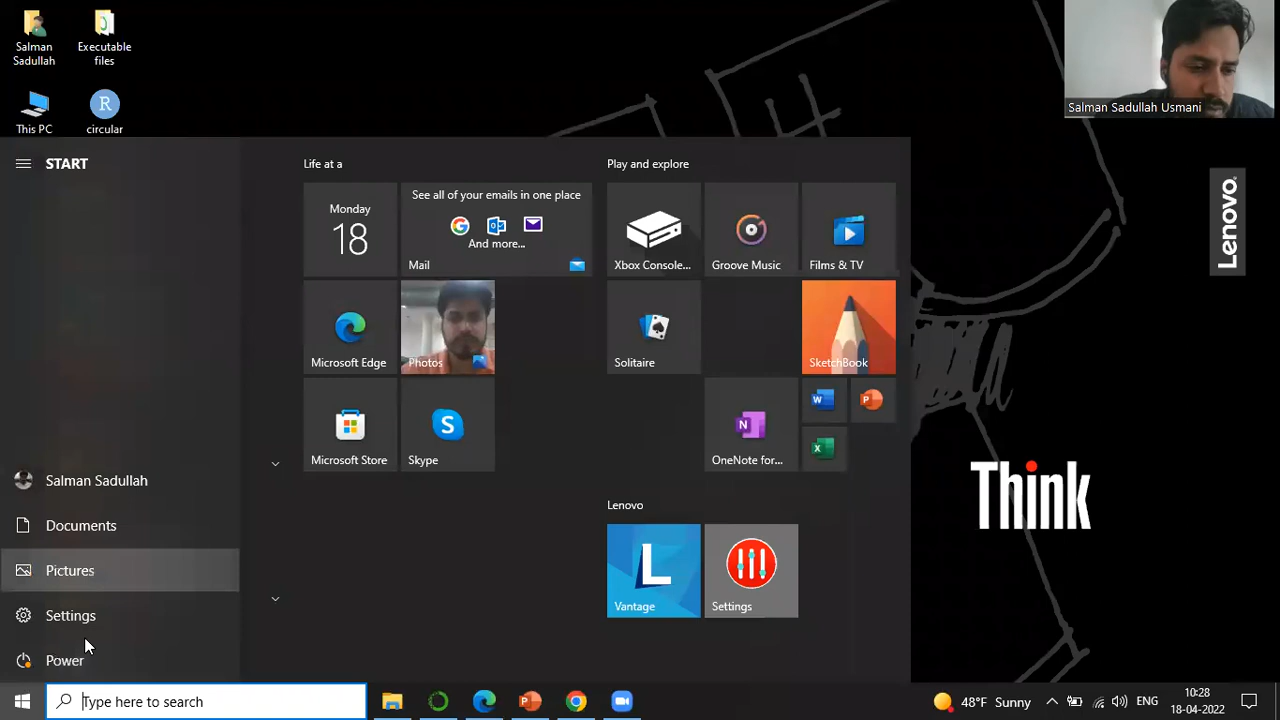 Salman
Sadullah
Executable
files
This PC
circular
Salman Sadullah Usmani
START
Life at a
Play and explore
Monday
18
See all of your emails in one place
And more...
Mail
Xbox Console...
Groove Music
Films & TV
Microsoft Edge
Photos
Solitaire
SketchBook
Microsoft Store
Skype
OneNote for...
Lenovo
Vantage
Settings
Salman Sadullah
Documents
Pictures
Settings
Power
Lenovo.
Think
Type here to search
48°F Sunny
ENG
10:28
18-04-2022